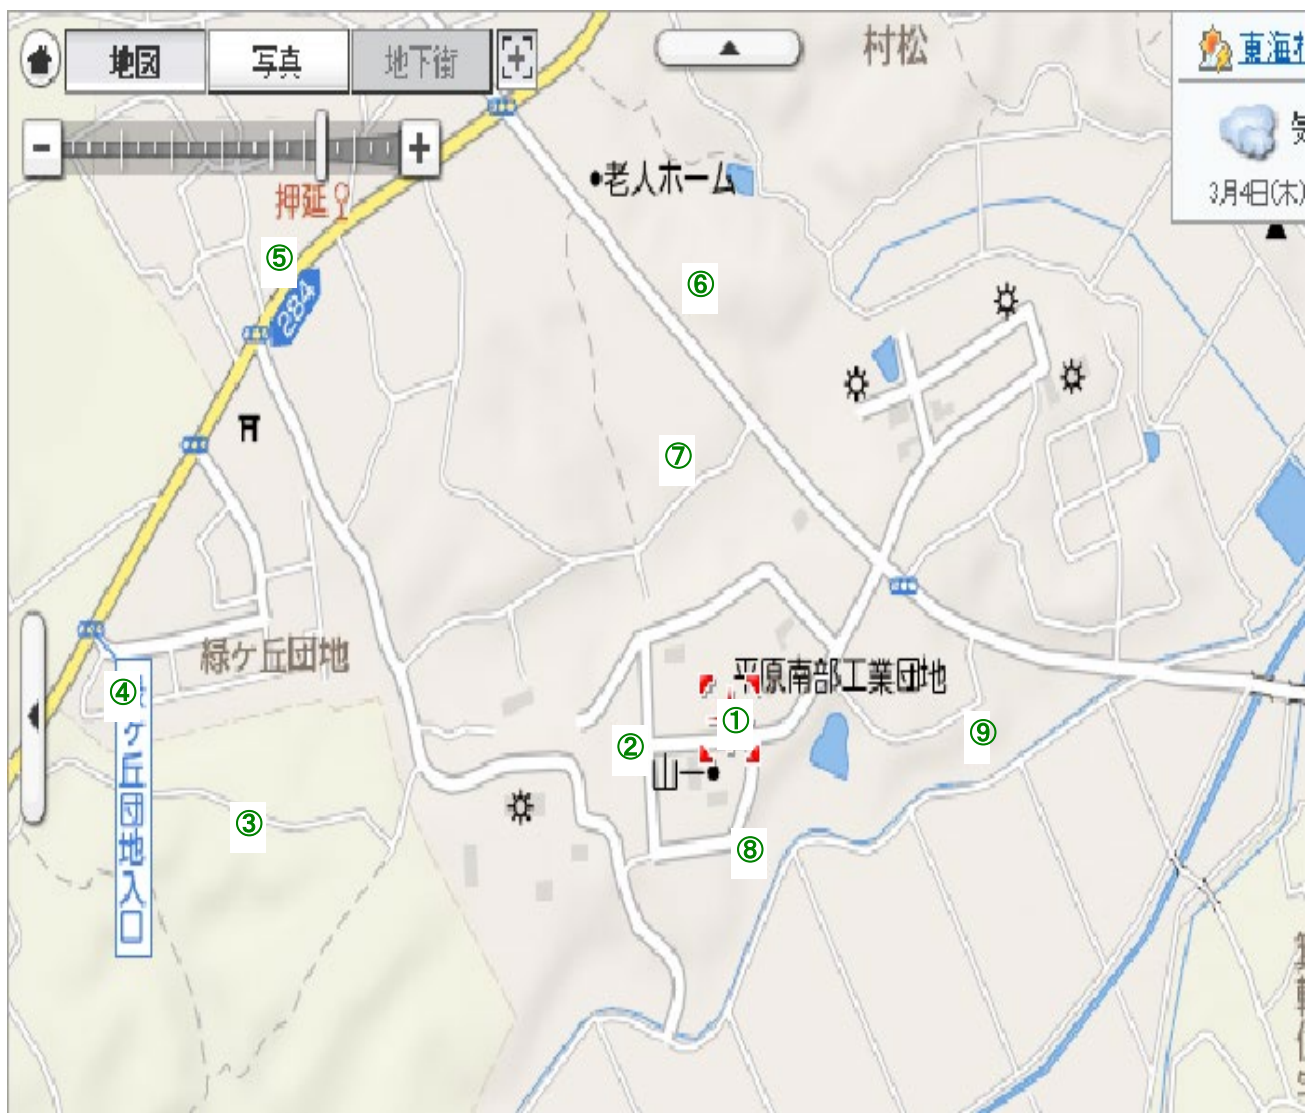 地図
写真
地下街
村松
東海
3月4日(木)
老人ホーム
押延
⑤
284
⑥
⑦
緑ケ丘団地
平原南部工業団地
④
ケ丘団地入口
①
②
⑨
山一
③
⑧